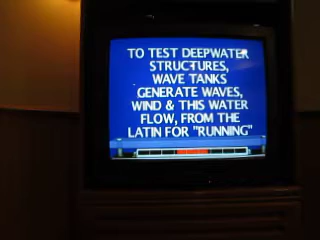 TO TEST DEEPWATER
STRUCTURES,
WAVE TANKS
GENERATE WAVES,
WIND & THIS WATER
FLOW, FROM THE
LATIN FOR "RUNNING"